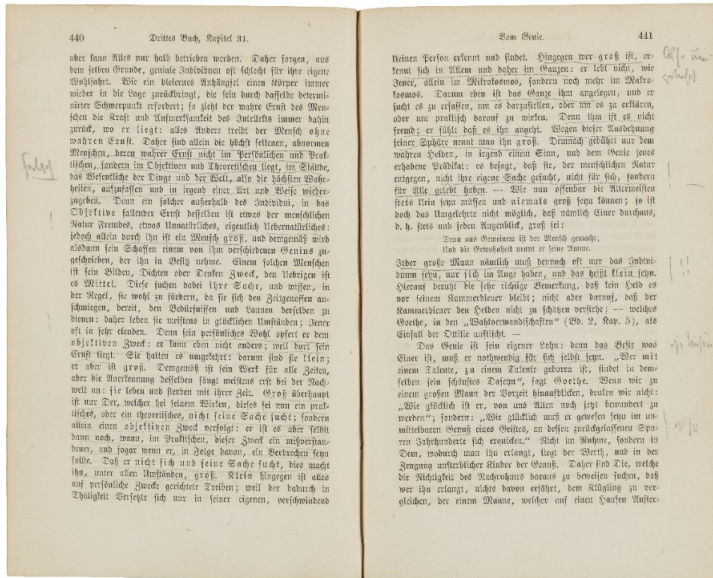 440 Drittes Buch, Kapitel 31.
aber kann Alles nur halb betrieben werden. Daher sorgen, aus
dem selben Grunde, geniale Individuen oft schlecht für ihre eigene
Wohlfahrt. Wie ein bleiernes Anhängsel einen Körper immer
wieder in die Lage zurückbringt, die sein durch dasselbe determi-
nirter Schwerpunkt erfordert; so zieht der wahre Ernst des Men-
schen die Kraft und Aufmerksamkeit des Intellekts immer dahin
zurück, wo er liegt: alles Andere treibt der Mensch ohne
wahren Ernst. Daher sind allein die höchst seltenen, abnormen
Menschen, deren wahrer Ernst nicht im Persönlichen und Prak-
tischen, sondern im Objektiven und Theoretischen liegt, im Stande,
das Wesentliche der Dinge und der Welt, also die höchsten Wahr-
heiten, aufzufassen und in irgend einer Art und Weise wieder-
zugeben. Denn ein solcher außerhalb des Individui, in das
Objektive fallender Ernst desselben ist etwas der menschlichen
Natur Fremdes, etwas Unnatürliches, eigentlich Uebernatürliches:
jedoch allein durch ihn ist ein Mensch groß, und demgemäß wird
alsdann sein Schaffen einem von ihm verschiedenen Genius zu-
geschrieben, der ihn in Besitz nehme. Einem solchen Menschen
ist sein Bilden, Dichten oder Denken Zweck, den Uebrigen ist
es Mittel. Diese suchen dabei ihre Sache, und wissen, in
der Regel, sie wohl zu fördern, da sie sich den Zeitgenossen an-
schmiegen, bereit, den Bedürfnissen und Launen derselben zu
dienen: daher leben sie meistens in glücklichen Umständen; Jener
oft in sehr elenden. Denn sein persönliches Wohl opfert er dem
objektiven Zweck: er kann eben nicht anders; weil dort sein
Ernst liegt. Sie halten es umgekehrt: darum sind sie klein;
er aber ist groß. Demgemäß ist sein Werk für alle Zeiten,
aber die Anerkennung desselben fängt meistens erst bei der Nach-
welt an: sie leben und sterben mit ihrer Zeit. Groß überhaupt
ist nur Der, welcher bei seinem Wirken, dieses sei nun ein prak-
tisches, oder ein theoretisches, nicht seine Sache sucht; sondern
allein einen objektiven Zweck verfolgt: er ist es aber selbst
dann noch, wann, im Praktischen, dieser Zweck ein mißverstan-
dener, und sogar wenn er, in Folge davon, ein Verbrechen seyn
sollte. Daß er nicht sich und seine Sache sucht, dies macht
ihn, unter allen Umständen, groß. Klein hingegen ist alles
auf persönliche Zwecke gerichtete Treiben; weil der dadurch in
Thätigkeit Versetzte sich nur in seiner eigenen, verschwindend
Vom Genie. 441
kleinen Person erkennt und findet. Hingegen wer groß ist, er-
kennt sich in Allem und daher im Ganzen: er lebt nicht, wie
Jener, allein im Mikrokosmos, sondern noch mehr im Makro-
kosmos. Darum eben ist das Ganze ihm angelegen, und er
sucht es zu erfassen, um es darzustellen, oder um es zu erklären,
oder um praktisch darauf zu wirken. Denn ihm ist es nicht
fremd; er fühlt daß es ihn angeht. Wegen dieser Ausdehnung
seiner Sphäre nennt man ihn groß. Demnach gebührt nur dem
wahren Helden, in irgend einem Sinn, und dem Genie jenes
erhabene Prädikat: es besagt, daß sie, der menschlichen Natur
entgegen, nicht ihre eigene Sache gesucht, nicht für sich, sondern
für Alle gelebt haben. — Wie nun offenbar die Allermeisten
stets klein seyn müssen und niemals groß seyn können; so ist
doch das Umgekehrte nicht möglich, daß nämlich Einer durchaus,
d. h. stets und jeden Augenblick, groß sei:
Denn aus Gemeinem ist der Mensch gemacht,
Und die Gewohnheit nennt er seine Amme.
Jeder große Mann nämlich muß dennoch oft nur das Indivi-
duum seyn, nur sich im Auge haben, und das heißt klein seyn.
Hierauf beruht die sehr richtige Bemerkung, daß kein Held es
vor seinem Kammerdiener bleibt; nicht aber darauf, daß der
Kammerdiener den Helden nicht zu schätzen verstehe; — welches
Goethe, in den "Wahlverwandschaften" (Bd. 2, Kap. 5), als
Einfall der Ottilie auftischt. —
Das Genie ist sein eigener Lohn: denn das Beste was
Einer ist, muß er nothwendig für sich selbst seyn. "Wer mit
einem Talente, zu einem Talente geboren ist, findet in dem-
selben sein schönstes Daseyn", sagt Goethe. Wenn wir zu
einem großen Mann der Vorzeit hinaufblicken, denken wir nicht:
"Wie glücklich ist er, von uns Allen noch jetzt bewundert zu
werden"; sondern: "Wie glücklich muß er gewesen seyn im un-
mittelbaren Genuß eines Geistes, an dessen zurückgelassenen Spu-
ren Jahrhunderte sich erquicken." Nicht im Ruhme, sondern in
Dem, wodurch man ihn erlangt, liegt der Werth, und in der
Zeugung unsterblicher Kinder der Genuß. Daher sind Die, welche
die Nichtigkeit des Nachruhmes daraus zu beweisen suchen, daß
wer ihn erlangt, nichts davon erfährt, dem Klügling zu ver-
gleichen, der einem Manne, welcher auf einen Haufen Auster-